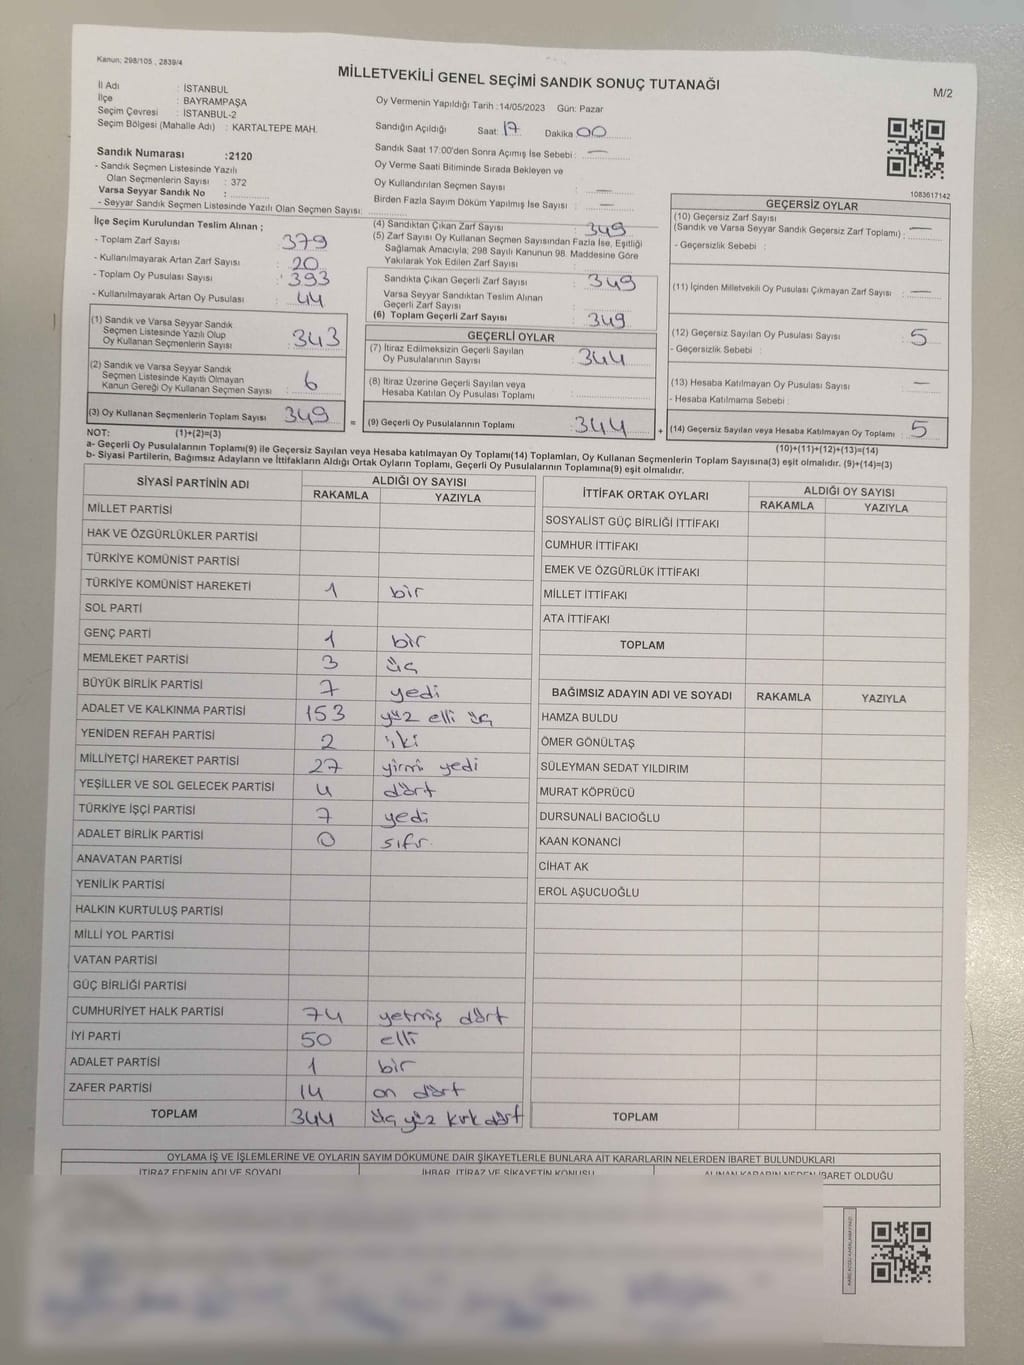 Kanun, 298/105 , 2839/4
MİLLETVEKİLİ GENEL SEÇİMİ SANDIK SONUÇ TUTANAĞI
M/2
İl Adı : İSTANBUL
İlçe : BAYRAMPAŞA
Seçim Çevresi : İSTANBUL-2
Seçim Bölgesi (Mahalle Adı) : KARTALTEPE MAH.
Oy Vermenin Yapıldığı Tarih :14/05/2023 Gün: Pazar
Sandığın Açıldığı Saat: 17 Dakika 00
Sandık Saat 17:00'den Sonra Açımış İse Sebebi : —
Oy Verme Saati Bitiminde Sırada Bekleyen ve
Oy Kullandırılan Seçmen Sayısı —
Birden Fazla Sayım Döküm Yapılmış İse Sayısı : —
Sandık Numarası :2120
- Sandık Seçmen Listesinde Yazılı
Olan Seçmenlerin Sayısı : 372
Varsa Seyyar Sandık No :
- Seyyar Sandık Seçmen Listesinde Yazılı Olan Seçmen Sayısı:
1083617142
İlçe Seçim Kurulundan Teslim Alınan ;
- Toplam Zarf Sayısı : 379
- Kullanılmayarak Artan Zarf Sayısı : 20
- Toplam Oy Pusulası Sayısı : 393
- Kullanılmayarak Artan Oy Pusulası : 44
(1) Sandık ve Varsa Seyyar Sandık
Seçmen Listesinde Yazılı Olup
Oy Kullanan Seçmenlerin Sayısı : 343
(2) Sandık ve Varsa Seyyar Sandık
Seçmen Listesinde Kayıtlı Olmayan
Kanun Gereği Oy Kullanan Seçmen Sayısı : 6
(3) Oy Kullanan Seçmenlerin Toplam Sayısı : 349
(4) Sandıktan Çıkan Zarf Sayısı : 349
(5) Zarf Sayısı Oy Kullanan Seçmen Sayısından Fazla İse, Eşitliği
Sağlamak Amacıyla, 298 Sayılı Kanunun 98. Maddesine Göre
Yakılarak Yok Edilen Zarf Sayısı :
Sandıkta Çıkan Geçerli Zarf Sayısı : 349
Varsa Seyyar Sandıktan Teslim Alınan
Geçerli Zarf Sayısı :
(6) Toplam Geçerli Zarf Sayısı : 349
GEÇERLİ OYLAR
(7) İtiraz Edilmeksizin Geçerli Sayılan
Oy Pusulalarının Sayısı : 344
(8) İtiraz Üzerine Geçerli Sayılan veya
Hesaba Katılan Oy Pusulası Toplamı :
= (9) Geçerli Oy Pusulalarının Toplamı : 344
GEÇERSİZ OYLAR
(10) Geçersiz Zarf Sayısı
(Sandık ve Varsa Seyyar Sandık Geçersiz Zarf Toplamı) : —
- Geçersizlik Sebebi :
(11) İçinden Milletvekili Oy Pusulası Çıkmayan Zarf Sayısı : —
(12) Geçersiz Sayılan Oy Pusulası Sayısı : 5
- Geçersizlik Sebebi :
(13) Hesaba Katılmayan Oy Pusulası Sayısı : —
- Hesaba Katılmama Sebebi :
+ (14) Geçersiz Sayılan veya Hesaba Katılmayan Oy Toplamı : 5
NOT: (1)+(2)=(3)
(10)+(11)+(12)+(13)=(14)
a- Geçerli Oy Pusulalarının Toplamı(9) ile Geçersiz Sayılan veya Hesaba katılmayan Oy Toplamı(14) Toplamları, Oy Kullanan Seçmenlerin Toplam Sayısına(3) eşit olmalıdır. (9)+(14)=(3)
b- Siyasi Partilerin, Bağımsız Adayların ve İttifakların Aldığı Ortak Oyların Toplamı, Geçerli Oy Pusulalarının Toplamına(9) eşit olmalıdır.
SİYASİ PARTİNİN ADI ALDIĞI OY SAYISI
RAKAMLA YAZIYLA
MİLLET PARTİSİ
HAK VE ÖZGÜRLÜKLER PARTİSİ
TÜRKİYE KOMÜNİST PARTİSİ
TÜRKİYE KOMÜNİST HAREKETİ 1 bir
SOL PARTİ
GENÇ PARTİ 1 bir
MEMLEKET PARTİSİ 3 üç
BÜYÜK BİRLİK PARTİSİ 7 yedi
ADALET VE KALKINMA PARTİSİ 153 yüz elli üç
YENİDEN REFAH PARTİSİ 2 iki
MİLLİYETÇİ HAREKET PARTİSİ 27 yirmi yedi
YEŞİLLER VE SOL GELECEK PARTİSİ 4 dört
TÜRKİYE İŞÇİ PARTİSİ 7 yedi
ADALET BİRLİK PARTİSİ 0 sıfır
ANAVATAN PARTİSİ
YENİLİK PARTİSİ
HALKIN KURTULUŞ PARTİSİ
MİLLİ YOL PARTİSİ
VATAN PARTİSİ
GÜÇ BİRLİĞİ PARTİSİ
CUMHURİYET HALK PARTİSİ 74 yetmiş dört
İYİ PARTİ 50 elli
ADALET PARTİSİ 1 bir
ZAFER PARTİSİ 14 on dört
TOPLAM 344 üç yüz kırk dört
İTTİFAK ORTAK OYLARI ALDIĞI OY SAYISI
RAKAMLA YAZIYLA
SOSYALİST GÜÇ BİRLİĞİ İTTİFAKI
CUMHUR İTTİFAKI
EMEK VE ÖZGÜRLÜK İTTİFAKI
MİLLET İTTİFAKI
ATA İTTİFAKI
TOPLAM
BAĞIMSIZ ADAYIN ADI VE SOYADI RAKAMLA YAZIYLA
HAMZA BULDU
ÖMER GÖNÜLTAŞ
SÜLEYMAN SEDAT YILDIRIM
MURAT KÖPRÜCÜ
DURSUNALİ BACIOĞLU
KAAN KONANCİ
CİHAT AK
EROL AŞUCUOĞLU
TOPLAM
OYLAMA İŞ VE İŞLEMLERİNE VE OYLARIN SAYIM DÖKÜMÜNE DAİR ŞİKAYETLERLE BUNLARA AİT KARARLARIN NELERDEN İBARET BULUNDUKLARI
İTİRAZ EDENİN ADI VE SOYADI İHBAR, İTİRAZ VE ŞİKAYETİN KONUSU ALINAN KARARIN NEDEN İBARET OLDUĞU